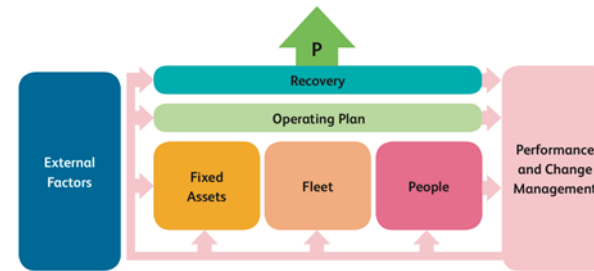 P
Recovery
Operating Plan
External
Factors
Fixed
Assets
Fleet
People
Performance
and Change
Management